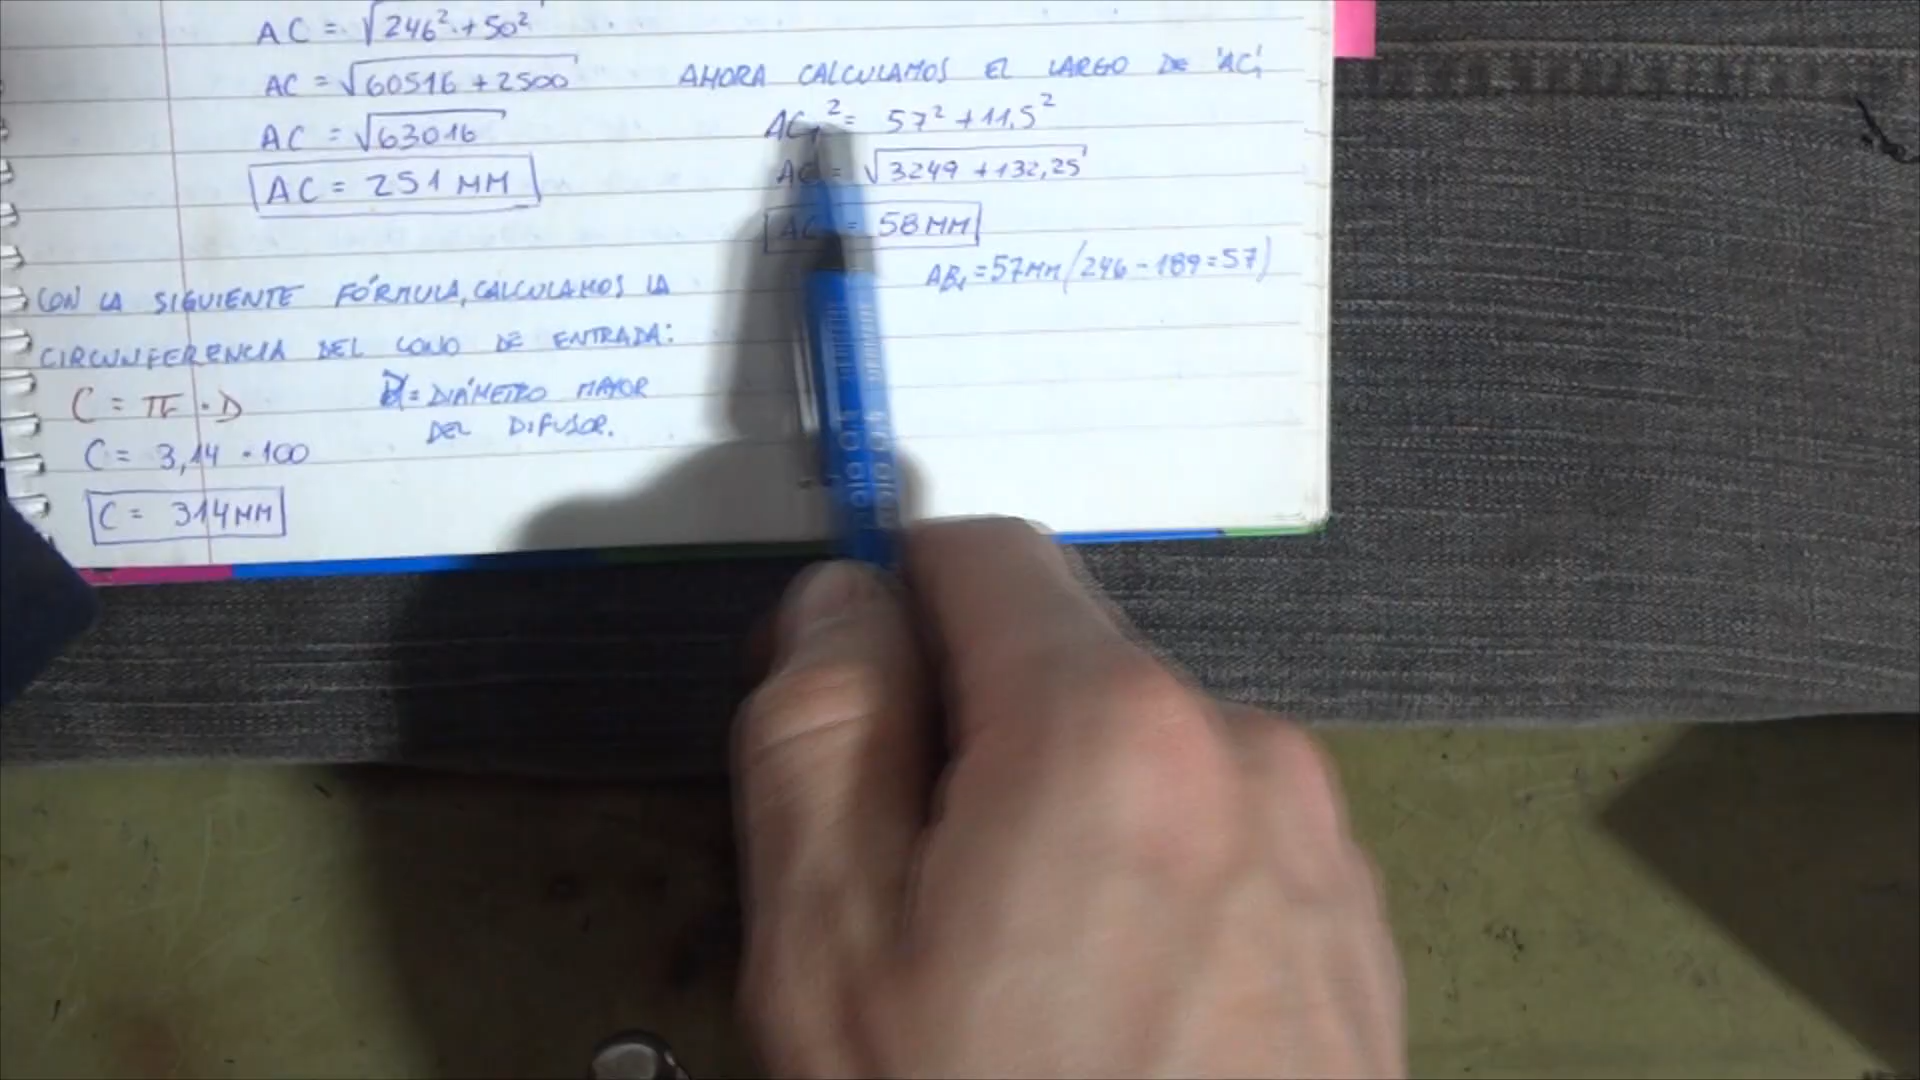 AC = √246² + 50²
AC = √60516 + 2500
AC = √63016
AC = 251 MM
AHORA CALCULAMOS EL LARGO DE 'AC₁'
AC₁² = 57² + 11,5²
AC = √3249 + 132,25
AC = 58 MM
AB₁ = 57MM (246 - 189 = 57)
CON LA SIGUIENTE FÓRMULA, CALCULAMOS LA
CIRCUNFERENCIA DEL CONO DE ENTRADA:
C = π · D
D = DIÁMETRO MAYOR
DEL DIFUSOR.
C = 3,14 · 100
C = 314 MM